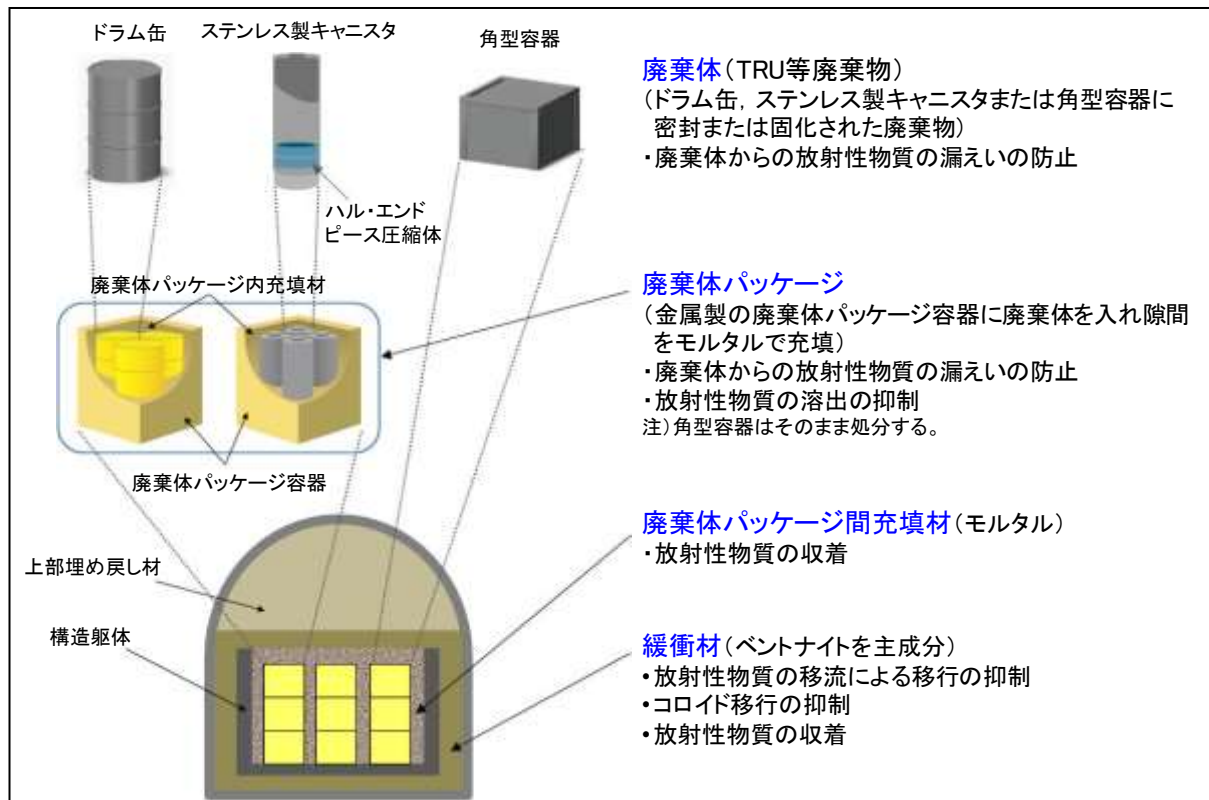 ドラム缶
ステンレス製キャニスタ
角型容器
ハル・エンド
ピース圧縮体
廃棄体(TRU等廃棄物)
(ドラム缶, ステンレス製キャニスタまたは角型容器に
密封または固化された廃棄物)
・廃棄体からの放射性物質の漏えいの防止
廃棄体パッケージ内充填材
廃棄体パッケージ容器
廃棄体パッケージ
(金属製の廃棄体パッケージ容器に廃棄体を入れ隙間
をモルタルで充填)
・廃棄体からの放射性物質の漏えいの防止
・放射性物質の溶出の抑制
注)角型容器はそのまま処分する。
上部埋め戻し材
構造躯体
廃棄体パッケージ間充填材(モルタル)
・放射性物質の収着
緩衝材(ベントナイトを主成分)
•放射性物質の移流による移行の抑制
•コロイド移行の抑制
•放射性物質の収着